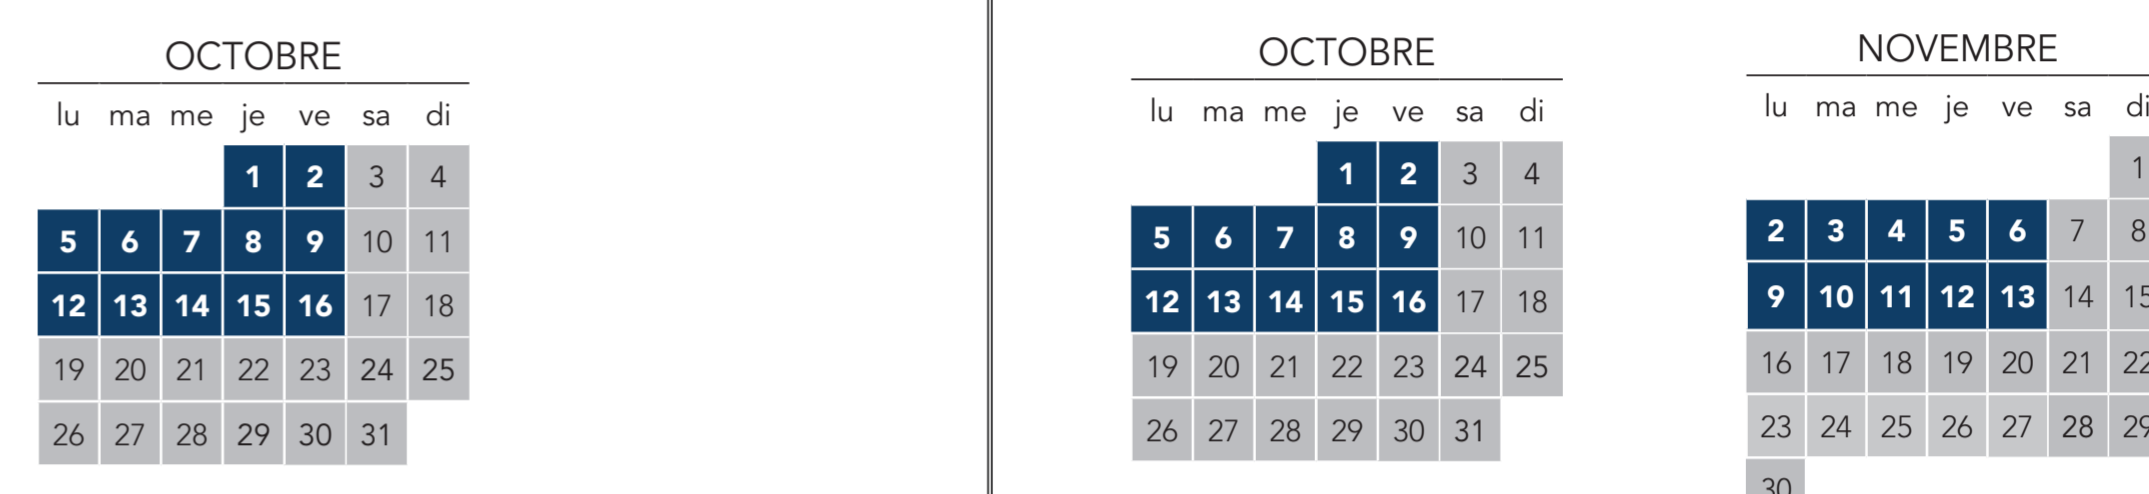 OCTOBRE
lu ma me je ve sa di
1 2 3 4
5 6 7 8 9 10 11
12 13 14 15 16 17 18
19 20 21 22 23 24 25
26 27 28 29 30 31
OCTOBRE
lu ma me je ve sa di
1 2 3 4
5 6 7 8 9 10 11
12 13 14 15 16 17 18
19 20 21 22 23 24 25
26 27 28 29 30 31
NOVEMBRE
lu ma me je ve sa di
1
2 3 4 5 6 7 8
9 10 11 12 13 14 15
16 17 18 19 20 21 22
23 24 25 26 27 28 29
30